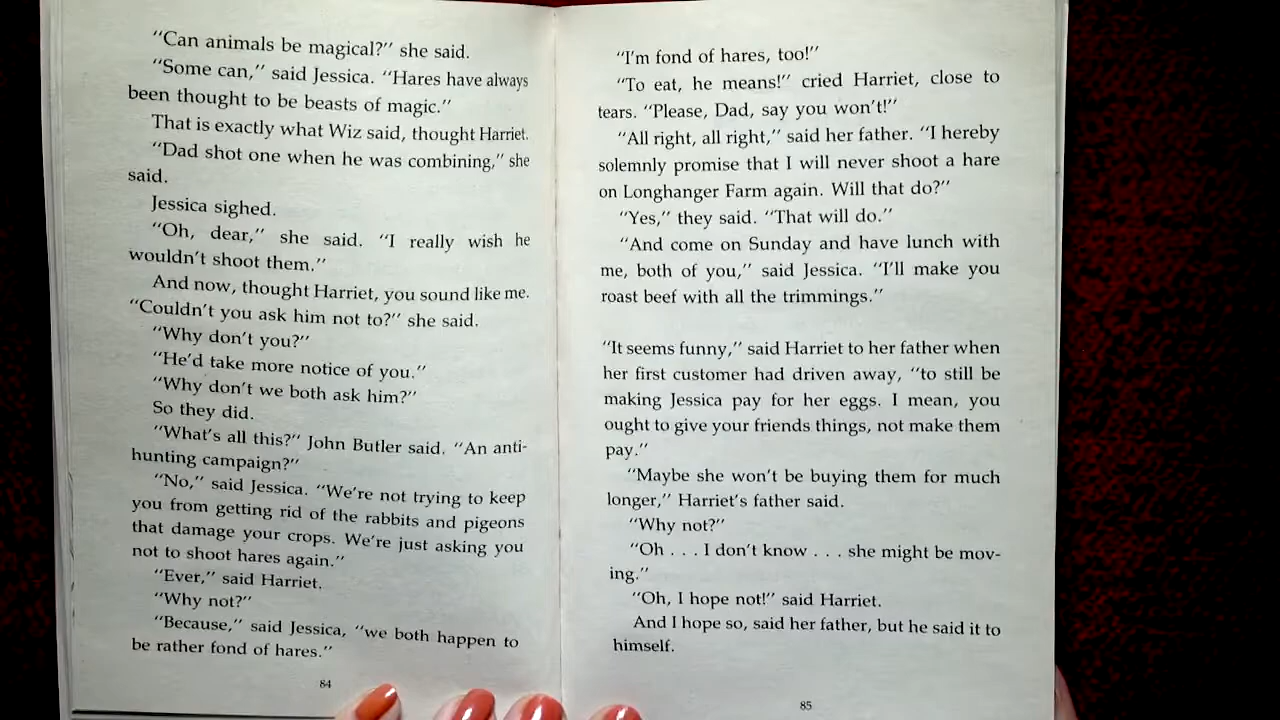 “Can animals be magical?” she said.
“Some can,” said Jessica. “Hares have always
been thought to be beasts of magic.”
That is exactly what Wiz said, thought Harriet.
“Dad shot one when he was combining,” she
said.
Jessica sighed.
“Oh, dear,” she said. “I really wish he
wouldn’t shoot them.”
And now, thought Harriet, you sound like me.
“Couldn’t you ask him not to?” she said.
“Why don’t you?”
“He’d take more notice of you.”
“Why don’t we both ask him?”
So they did.
“What’s all this?” John Butler said. “An anti-
hunting campaign?”
“No,” said Jessica. “We’re not trying to keep
you from getting rid of the rabbits and pigeons
that damage your crops. We’re just asking you
not to shoot hares again.”
“Ever,” said Harriet.
“Why not?”
“Because,” said Jessica, “we both happen to
be rather fond of hares.”
84
“I’m fond of hares, too!”
“To eat, he means!” cried Harriet, close to
tears. “Please, Dad, say you won’t!”
“All right, all right,” said her father. “I hereby
solemnly promise that I will never shoot a hare
on Longhanger Farm again. Will that do?”
“Yes,” they said. “That will do.”
“And come on Sunday and have lunch with
me, both of you,” said Jessica. “I’ll make you
roast beef with all the trimmings.”
“It seems funny,” said Harriet to her father when
her first customer had driven away, “to still be
making Jessica pay for her eggs. I mean, you
ought to give your friends things, not make them
pay.”
“Maybe she won’t be buying them for much
longer,” Harriet’s father said.
“Why not?”
“Oh . . . I don’t know . . . she might be mov-
ing.”
“Oh, I hope not!” said Harriet.
And I hope so, said her father, but he said it to
himself.
85